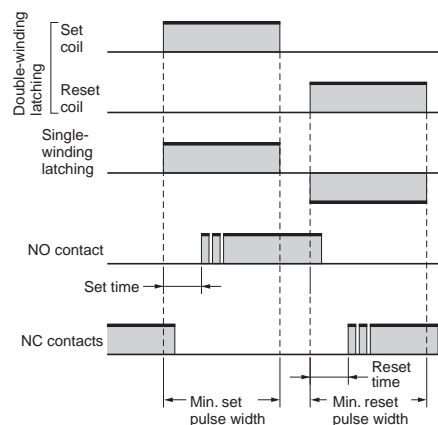 Double-winding
latching
Set
coil
Reset
coil
Single-
winding
latching
NO contact
Set time
NC contacts
Reset
time
Min. set
pulse width
Min. reset
pulse width